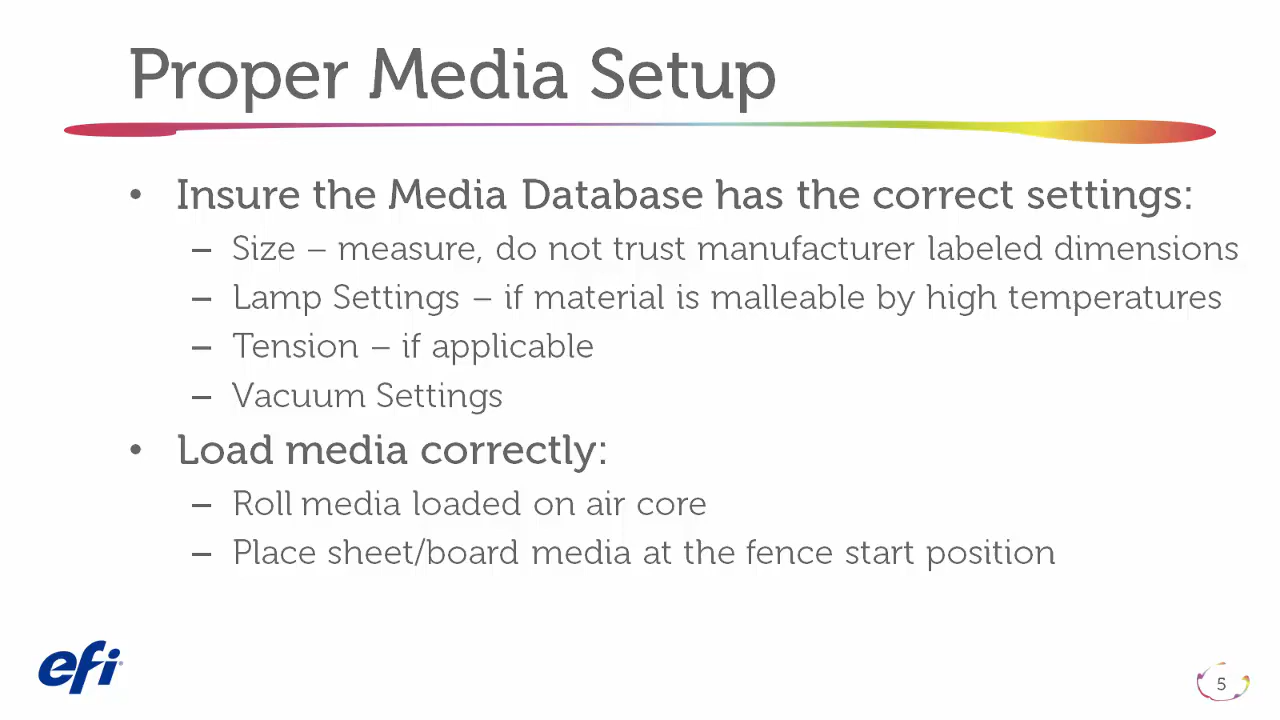 Proper Media Setup
• Insure the Media Database has the correct settings:
– Size – measure, do not trust manufacturer labeled dimensions
– Lamp Settings – if material is malleable by high temperatures
– Tension – if applicable
– Vacuum Settings
• Load media correctly:
– Roll media loaded on air core
– Place sheet/board media at the fence start position
efi
5